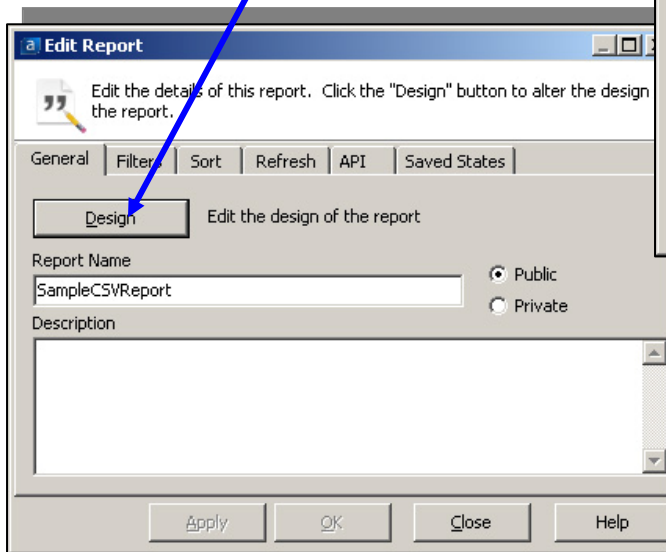 Edit Report
Edit the details of this report. Click the "Design" button to alter the design
the report.
General Filters Sort Refresh API Saved States
Design Edit the design of the report
Report Name
SampleCSVReport
Public
Private
Description
Apply OK Close Help